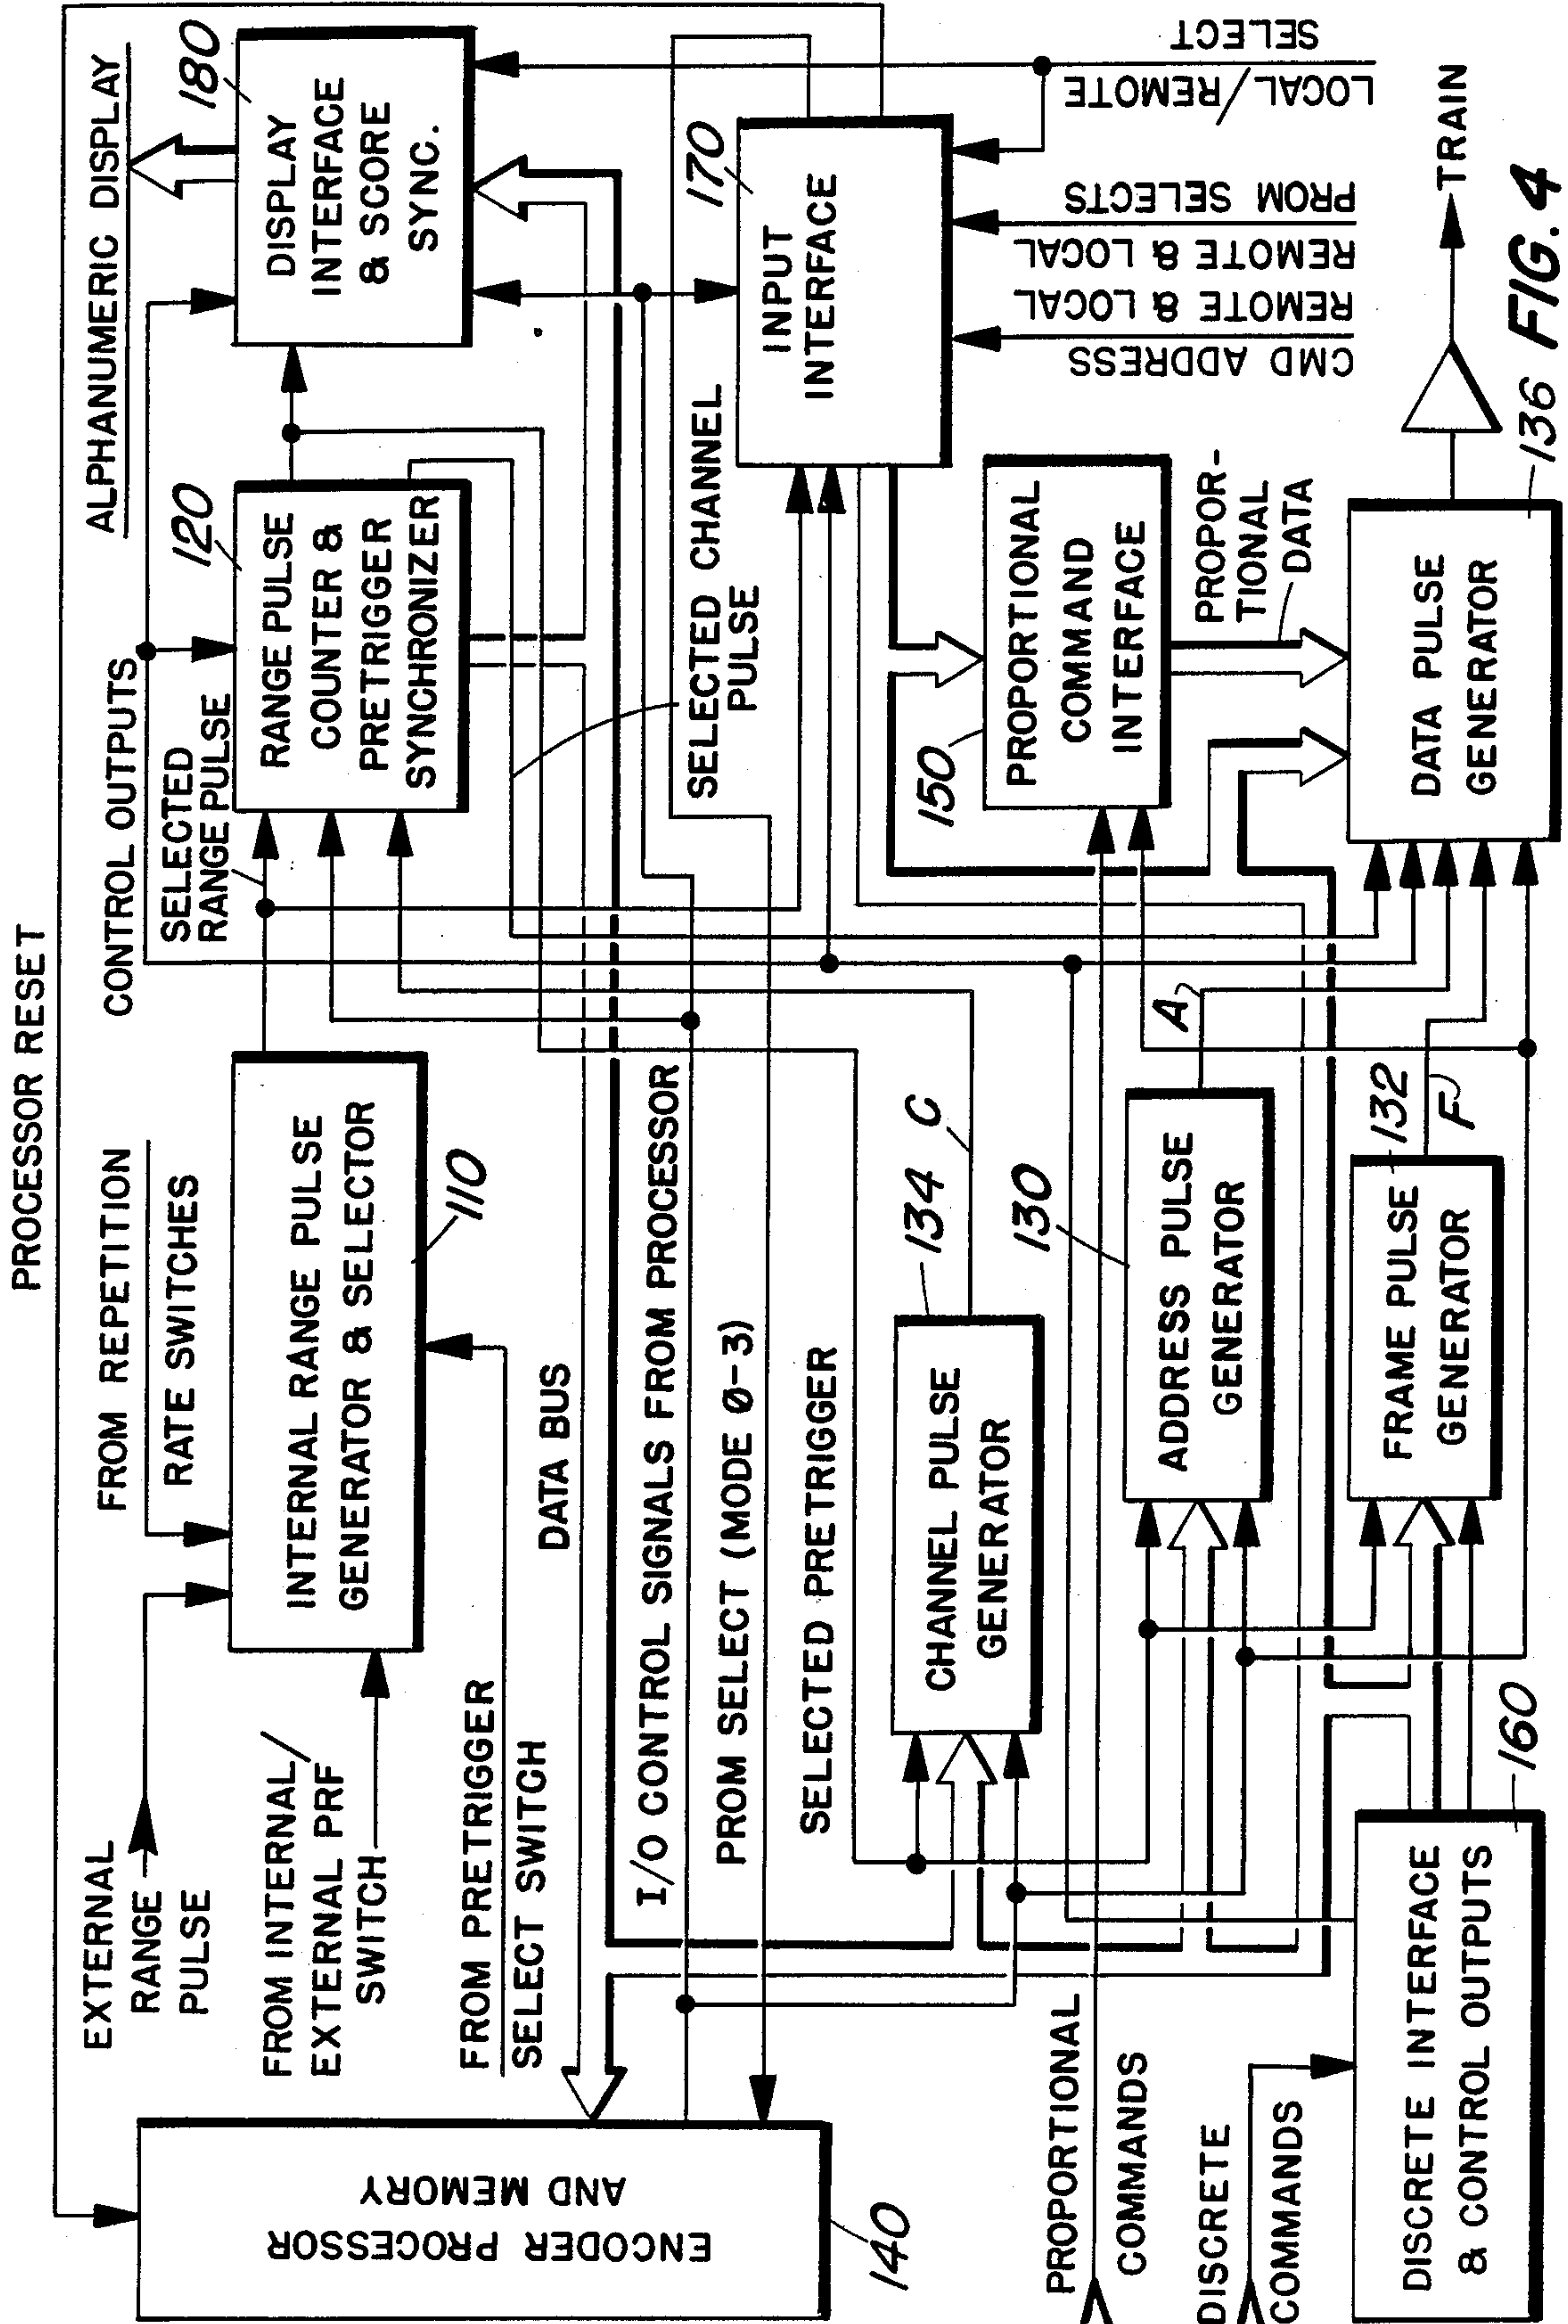 PROCESSOR RESET
EXTERNAL
RANGE
PULSE
FROM REPETITION
RATE SWITCHES
CONTROL OUTPUTS
SELECTED
RANGE PULSE
ALPHANUMERIC DISPLAY
FROM INTERNAL/
EXTERNAL PRF
SWITCH
INTERNAL RANGE PULSE
GENERATOR & SELECTOR
110
120
RANGE PULSE
COUNTER &
PRETRIGGER
SYNCHRONIZER
180
DISPLAY
INTERFACE
& SCORE
SYNC.
FROM PRETRIGGER
SELECT SWITCH
DATA BUS
I/O CONTROL SIGNALS FROM PROCESSOR
PROM SELECT (MODE 0-3)
SELECTED PRETRIGGER
SELECTED CHANNEL
PULSE
ENCODER PROCESSOR
AND MEMORY
140
170
INPUT
INTERFACE
LOCAL/REMOTE
SELECT
REMOTE & LOCAL
PROM SELECTS
CMD ADDRESS
REMOTE & LOCAL
134
C
CHANNEL PULSE
GENERATOR
150
PROPORTIONAL
COMMAND
INTERFACE
PROPOR-
TIONAL
DATA
130
A
ADDRESS PULSE
GENERATOR
132
F
FRAME PULSE
GENERATOR
PROPORTIONAL
COMMANDS
DISCRETE
COMMANDS
160
DISCRETE INTERFACE
& CONTROL OUTPUTS
DATA PULSE
GENERATOR
136
TRAIN
FIG. 4